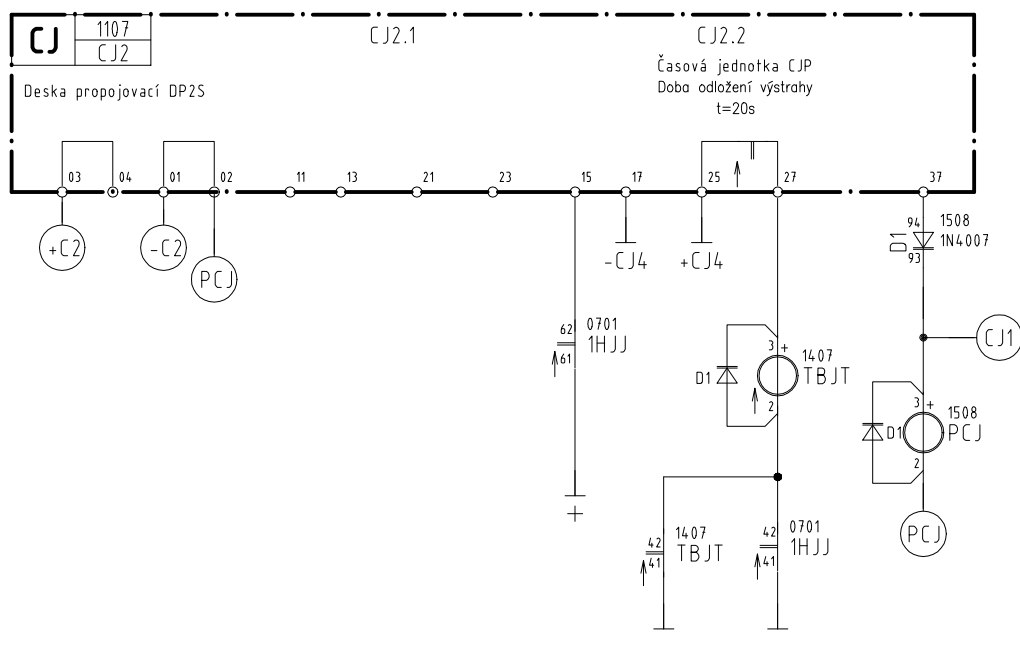 CJ
1107
CJ2
CJ2.1
CJ2.2
Časová jednotka CJP
Doba odložení výstrahy
t=20s
Deska propojovací DP2S
03
04
01
02
11
13
21
23
15
17
25
27
37
+C2
-C2
PCJ
-CJ4
+CJ4
94
D1
93
1508
1N4007
62
61
0701
1HJJ
CJ1
3
+
1407
TBJT
D1
2
3
+
1508
PCJ
D1
2
+
PCJ
42
1407
TBJT
41
42
0701
1HJJ
41